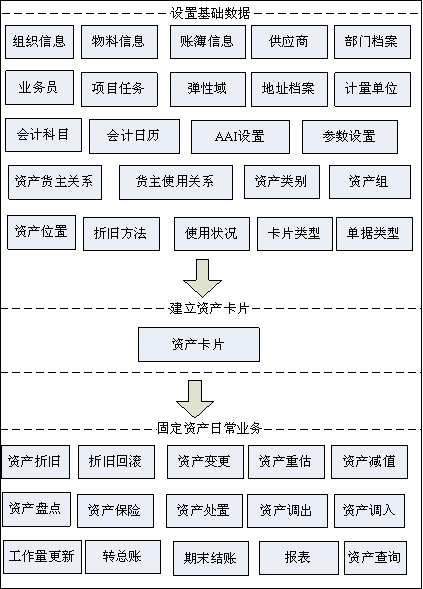 设置基础数据
组织信息 物料信息 账簿信息 供应商 部门档案
业务员 项目任务 弹性域 地址档案 计量单位
会计科目 会计日历 AAI设置 参数设置
资产货主关系 货主使用关系 资产类别 资产组
资产位置 折旧方法 使用状况 卡片类型 单据类型
建立资产卡片
资产卡片
固定资产日常业务
资产折旧 折旧回滚 资产变更 资产重估 资产减值
资产盘点 资产保险 资产处置 资产调出 资产调入
工作量更新 转总账 期末结账 报表 资产查询